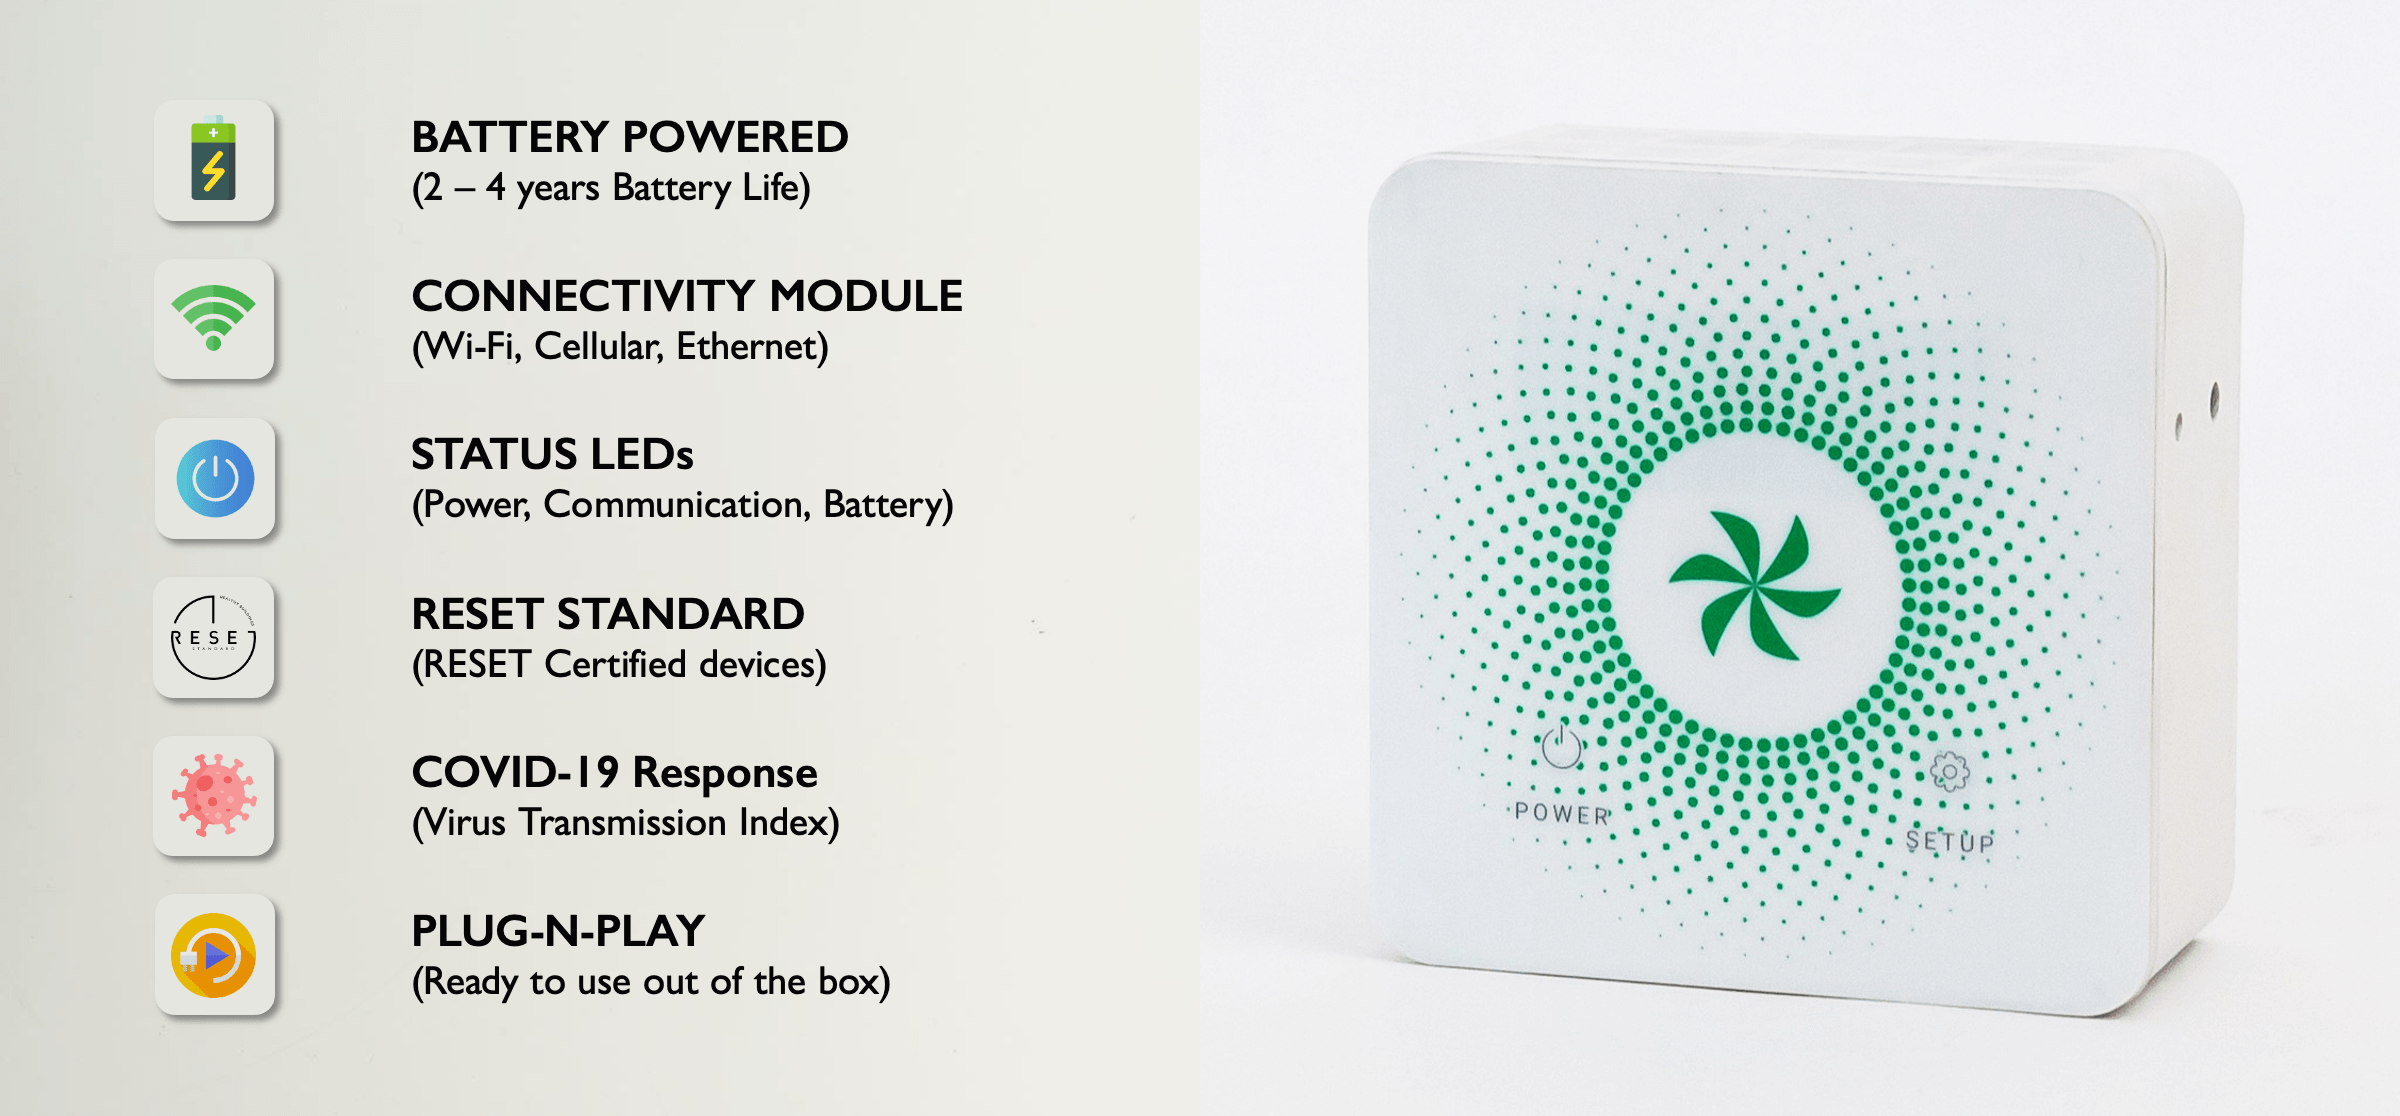 BATTERY POWERED
(2 – 4 years Battery Life)
CONNECTIVITY MODULE
(Wi-Fi, Cellular, Ethernet)
STATUS LEDs
(Power, Communication, Battery)
RESET
STANDARD
RESET STANDARD
(RESET Certified devices)
COVID-19 Response
(Virus Transmission Index)
PLUG-N-PLAY
(Ready to use out of the box)
POWER
SETUP